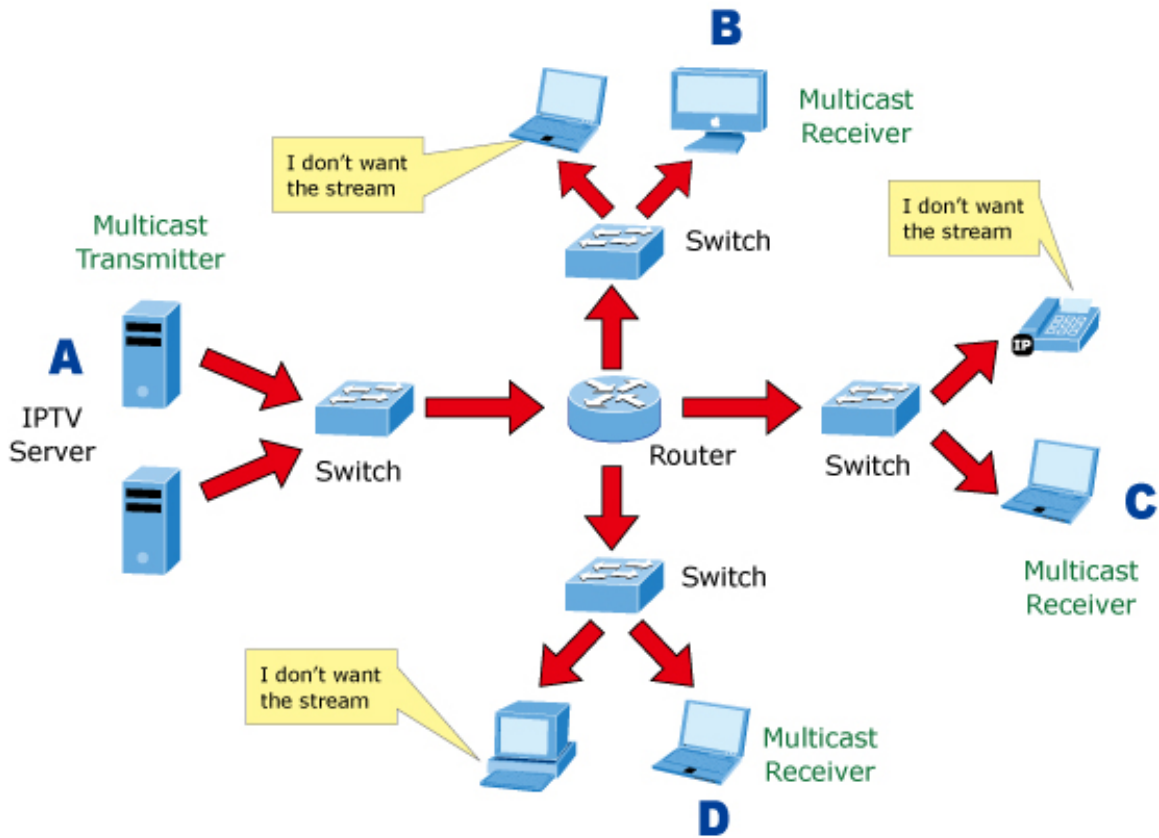 B
Multicast
Receiver
I don't want
the stream
I don't want
the stream
Switch
Multicast
Transmitter
A
IPTV
Server
IP
Switch
Router
Switch
C
Switch
Multicast
Receiver
I don't want
the stream
Multicast
Receiver
D